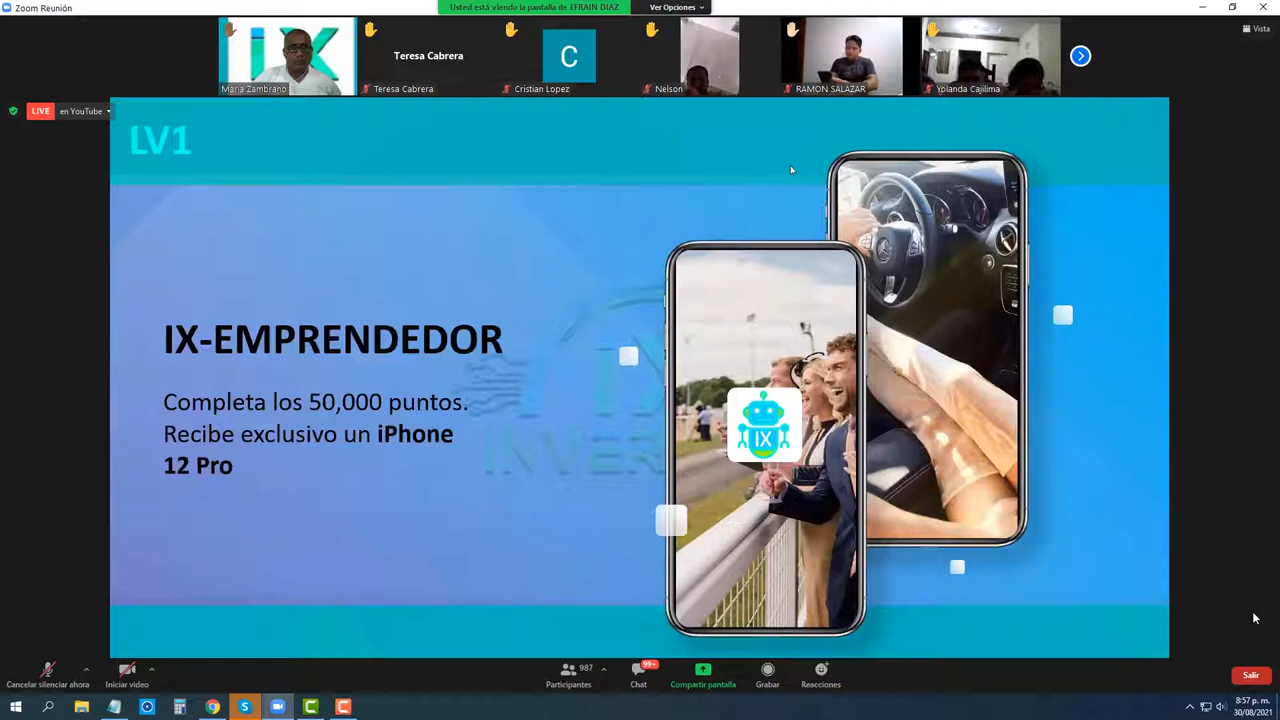 Zoom Reunión
Usted está viendo la pantalla de EFRAIN DIAZ
Ver Opciones
Vista
iX
Maria Zambrano
Teresa Cabrera
Teresa Cabrera
C
Cristian Lopez
Nelson
RAMON SALAZAR
Yolanda Cajilima
LIVE
en YouTube
LV1
IX-EMPRENDEDOR
Completa los 50,000 puntos.
Recibe exclusivo un iPhone
12 Pro
IX
INVER
IX
Cancelar silenciar ahora
Iniciar video
987
Participantes
99+
Chat
Compartir pantalla
Grabar
Reacciones
Salir
8:57 p. m.
30/08/2021